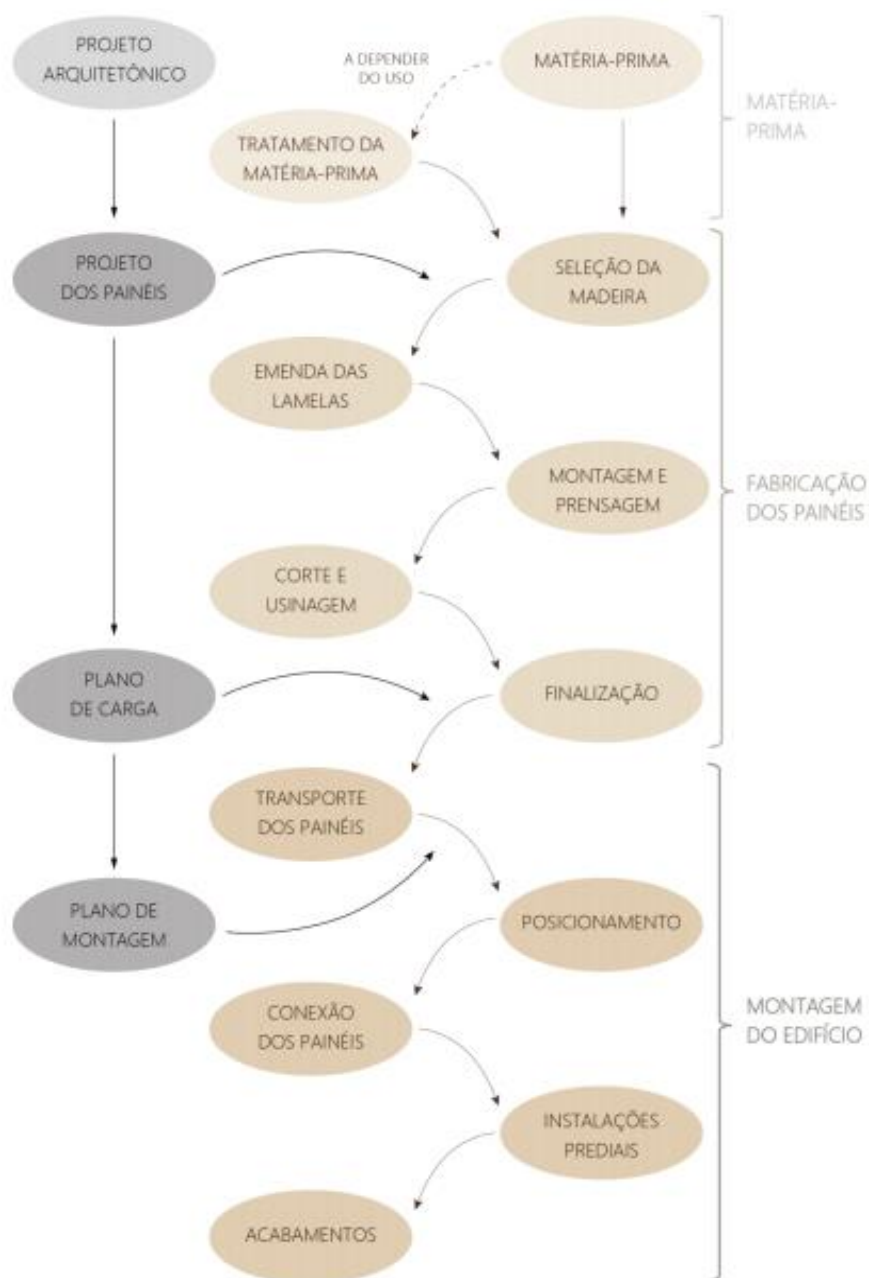 PROJETO
ARQUITETÔNICO
A DEPENDER
DO USO
MATÉRIA-PRIMA
MATÉRIA-
PRIMA
TRATAMENTO DA
MATÉRIA-PRIMA
PROJETO
DOS PAINÉIS
SELEÇÃO DA
MADEIRA
EMENDA DAS
LAMELAS
MONTAGEM E
PRENSAGEM
FABRICAÇÃO
DOS PAINÉIS
CORTE E
USINAGEM
PLANO
DE CARGA
FINALIZAÇÃO
TRANSPORTE
DOS PAINÉIS
PLANO DE
MONTAGEM
POSICIONAMENTO
CONEXÃO
DOS PAINÉIS
MONTAGEM
DO EDIFÍCIO
INSTALAÇÕES
PREDIAIS
ACABAMENTOS